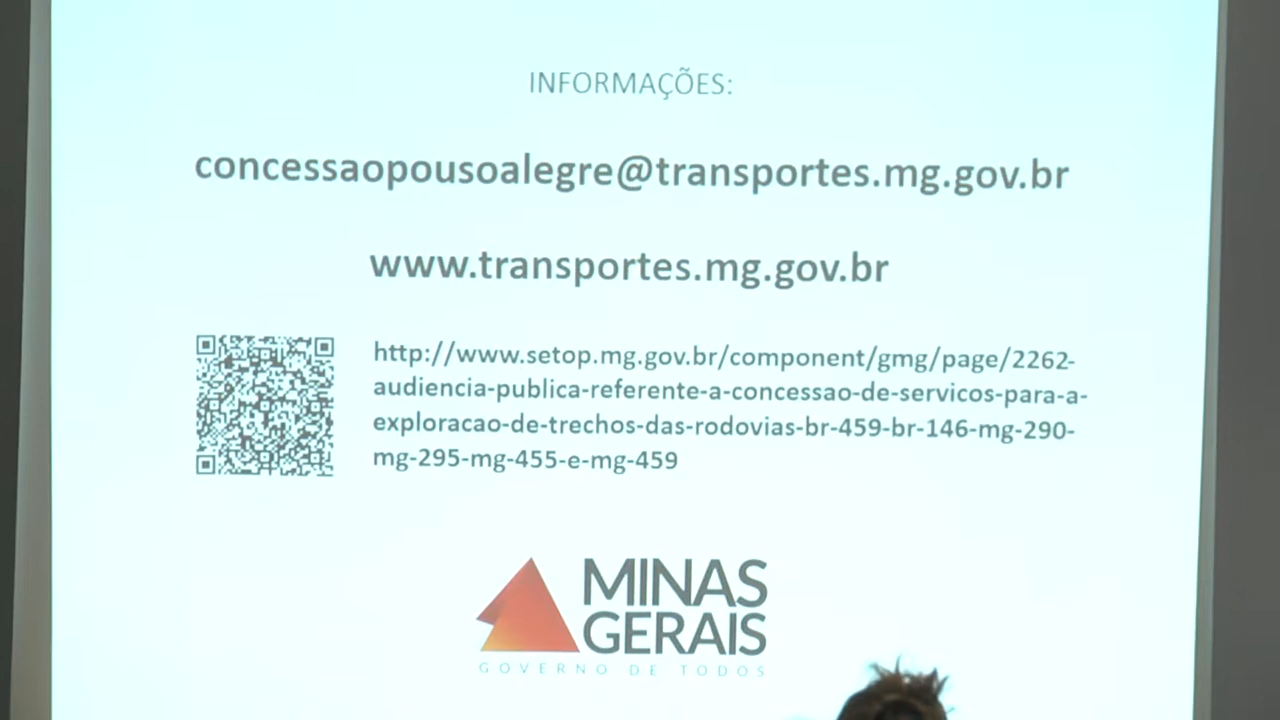 INFORMAÇÕES:
concessaopousoalegre@transportes.mg.gov.br
www.transportes.mg.gov.br
http://www.setop.mg.gov.br/component/gmg/page/2262-
audiencia-publica-referente-a-concessao-de-servicos-para-a-
exploracao-de-trechos-das-rodovias-br-459-br-146-mg-290-
mg-295-mg-455-e-mg-459
MINAS
GERAIS
GOVERNO DE TODOS